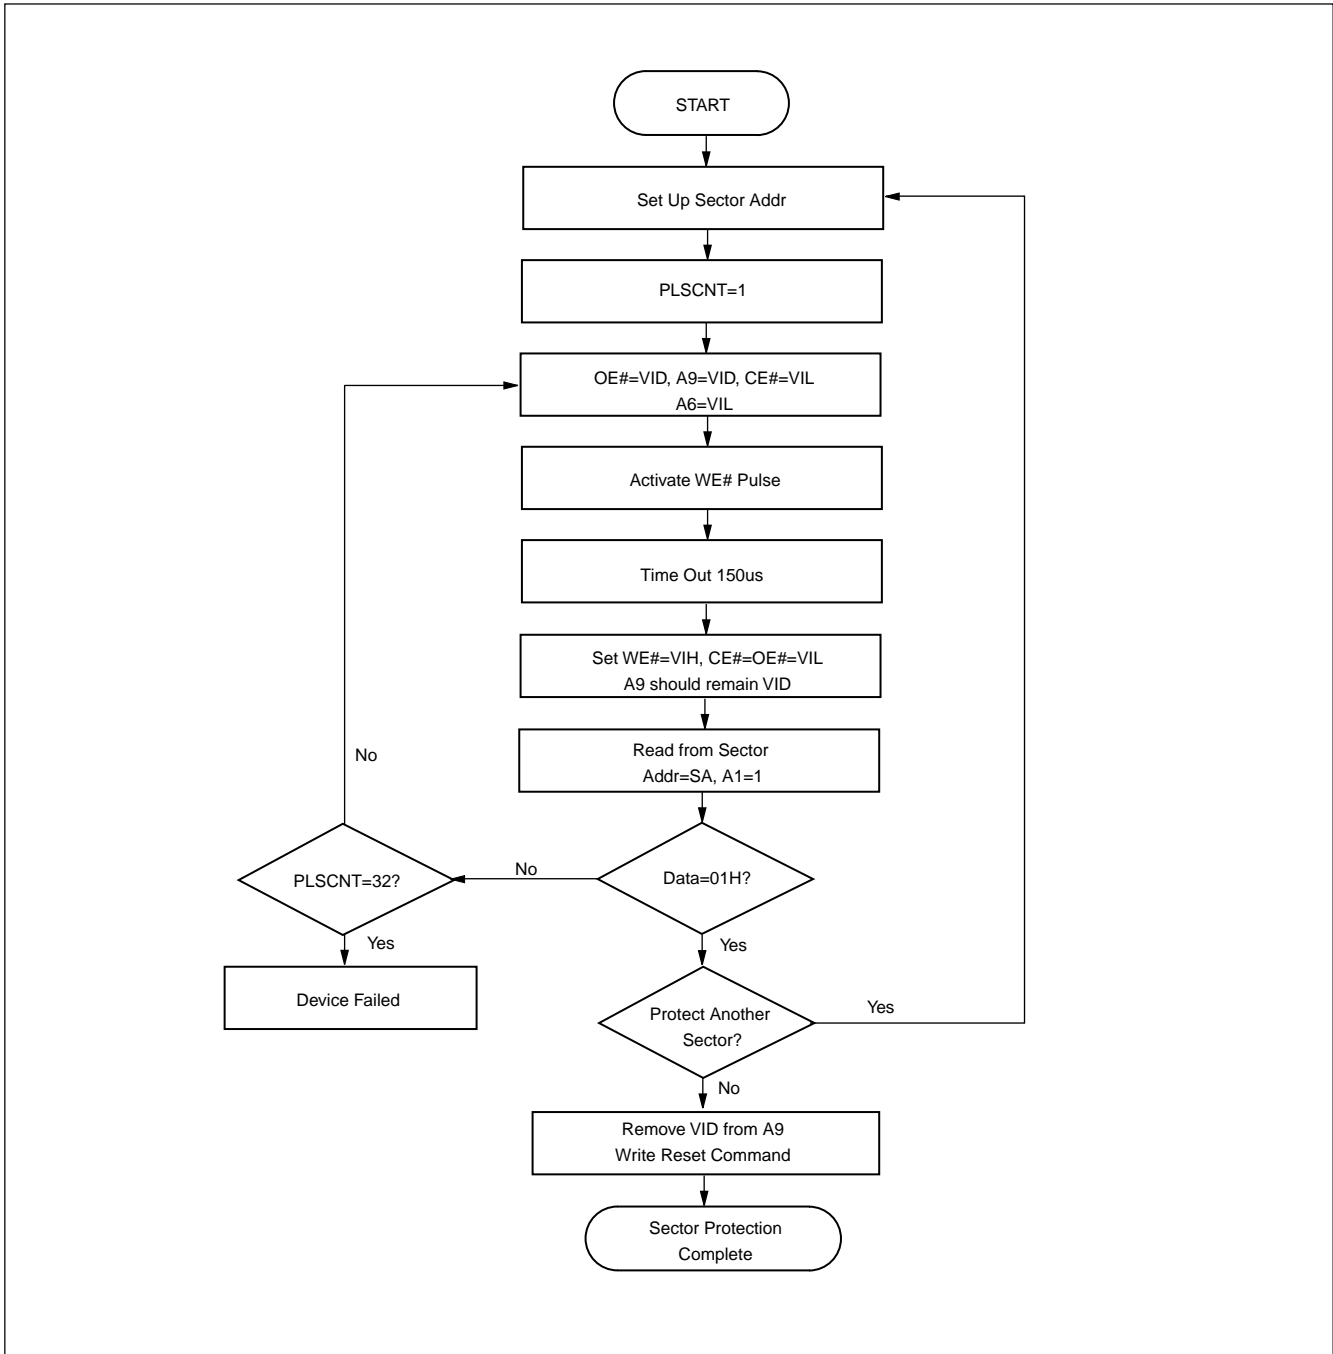 START
Set Up Sector Addr
PLSCNT=1
OE#=VID, A9=VID, CE#=VIL
A6=VIL
Activate WE# Pulse
Time Out 150us
Set WE#=VIH, CE#=OE#=VIL
A9 should remain VID
Read from Sector
Addr=SA, A1=1
No
PLSCNT=32?
No
Data=01H?
Yes
Yes
Device Failed
Protect Another
Sector?
Yes
No
Remove VID from A9
Write Reset Command
Sector Protection
Complete